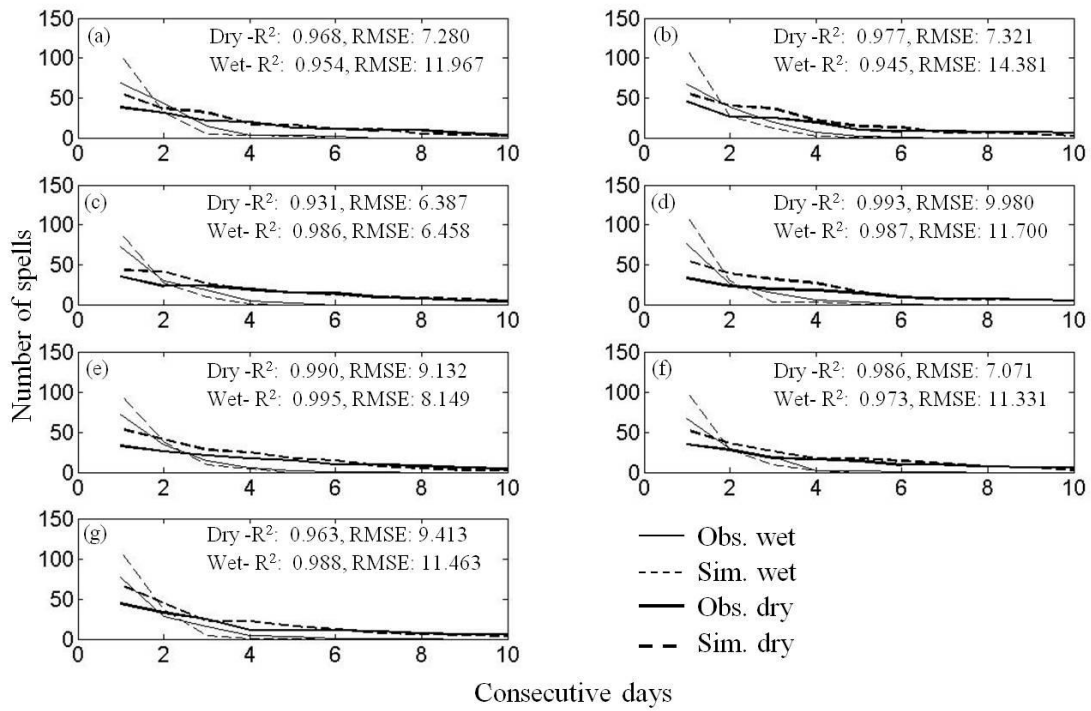 150
100
50
0
(a)
Dry -R²: 0.968, RMSE: 7.280
Wet- R²: 0.954, RMSE: 11.967
0 2 4 6 8 10
150
100
50
0
(b)
Dry -R²: 0.977, RMSE: 7.321
Wet- R²: 0.945, RMSE: 14.381
0 2 4 6 8 10
150
100
50
0
(c)
Dry -R²: 0.931, RMSE: 6.387
Wet- R²: 0.986, RMSE: 6.458
0 2 4 6 8 10
150
100
50
0
(d)
Dry -R²: 0.993, RMSE: 9.980
Wet- R²: 0.987, RMSE: 11.700
0 2 4 6 8 10
Number of spells
150
100
50
0
(e)
Dry -R²: 0.990, RMSE: 9.132
Wet- R²: 0.995, RMSE: 8.149
0 2 4 6 8 10
150
100
50
0
(f)
Dry -R²: 0.986, RMSE: 7.071
Wet- R²: 0.973, RMSE: 11.331
0 2 4 6 8 10
150
100
50
0
(g)
Dry -R²: 0.963, RMSE: 9.413
Wet- R²: 0.988, RMSE: 11.463
0 2 4 6 8 10
Obs. wet
Sim. wet
Obs. dry
Sim. dry
Consecutive days